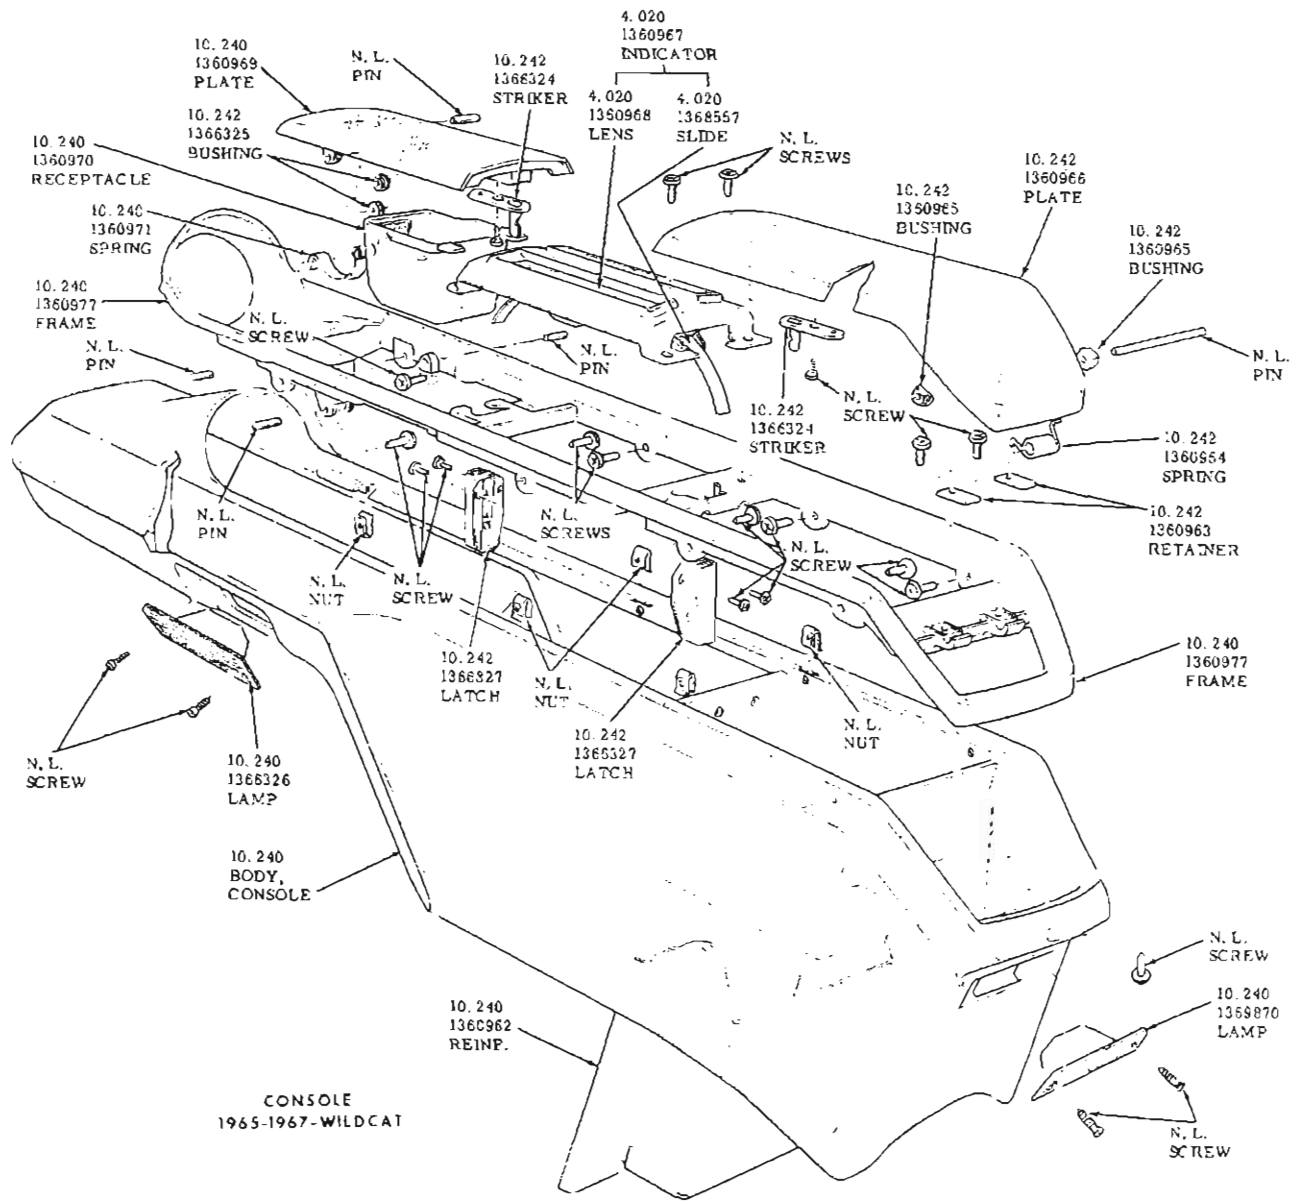 4.020
1360967
INDICATOR
10.240
1360969
PLATE
N. L.
PIN
10.242
1366324
STRIKER
4.020
1360968
LENS
4.020
1368557
SLIDE
10.242
1366325
BUSHING
N. L.
SCREWS
10.240
1360970
RECEPTACLE
10.242
1360966
PLATE
10.242
1360965
BUSHING
10.240
1360971
SPRING
10.242
1360965
BUSHING
10.240
1360977
FRAME
N. L.
SCREW
N. L.
PIN
N. L.
PIN
N. L.
PIN
N. L.
SCREW
10.242
1366324
STRIKER
10.242
1360964
SPRING
N. L.
PIN
N. L.
SCREWS
10.242
1360963
RETAINER
N. L.
NUT
N. L.
SCREW
N. L.
SCREW
10.242
1366327
LATCH
N. L.
NUT
10.240
1360977
FRAME
N. L.
NUT
10.242
1366327
LATCH
N. L.
SCREW
10.240
1366326
LAMP
10.240
BODY,
CONSOLE
N. L.
SCREW
10.240
1369870
LAMP
10.240
1360962
REINF.
CONSOLE
1965-1967-WILDCAT
N. L.
SCREW